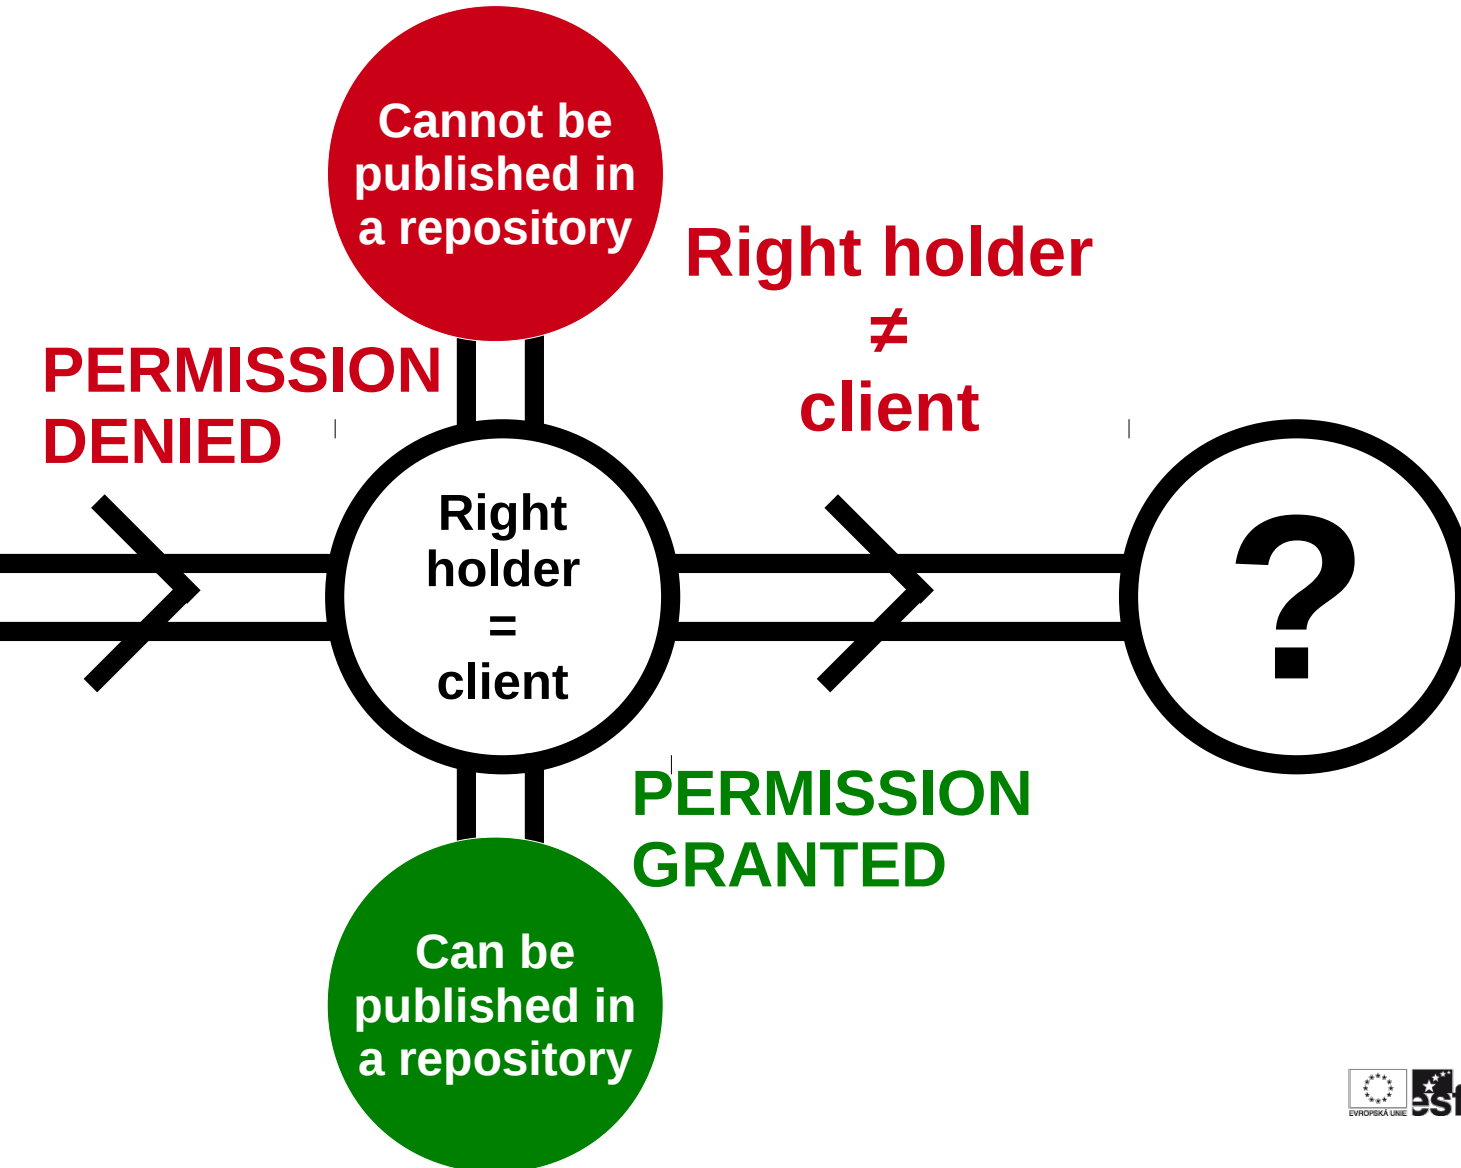 Cannot be
published in
a repository
Right holder
≠
client
PERMISSION
DENIED
Right
holder
=
client
?
PERMISSION
GRANTED
Can be
published in
a repository
EVROPSKÁ UNIE
esf